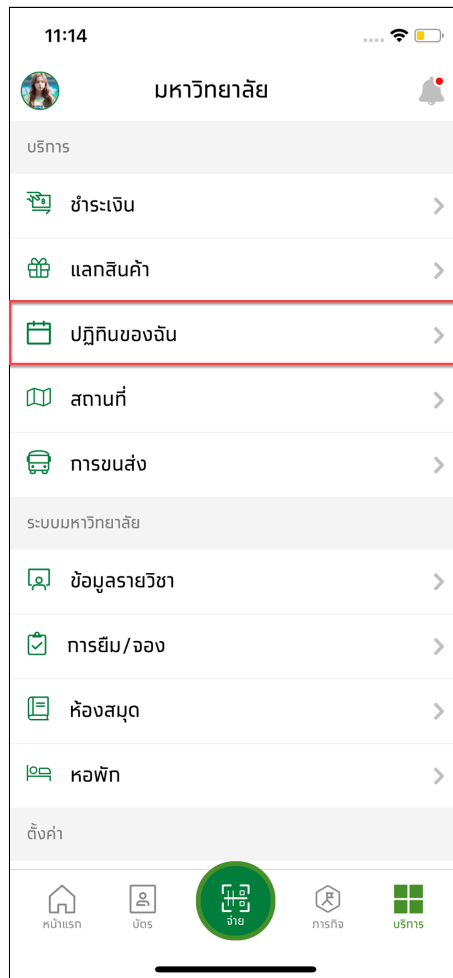 11:14
มหาวิทยาลัย
บริการ
ชำระเงิน
แลกสินค้า
ปฏิทินของฉัน
สถานที่
การขนส่ง
ระบบมหาวิทยาลัย
ข้อมูลรายวิชา
การยืม/จอง
ห้องสมุด
หอพัก
ตั้งค่า
หน้าแรก บัตร จ่าย ภารกิจ บริการ